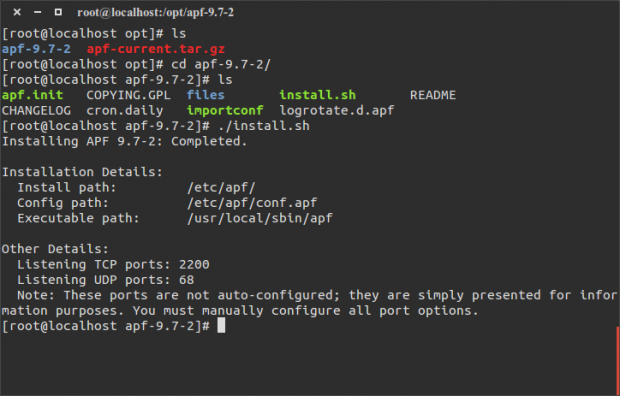 root@localhost:/opt/apf-9.7-2
[root@localhost opt]# ls
apf-9.7-2  apf-current.tar.gz
[root@localhost opt]# cd apf-9.7-2/
[root@localhost apf-9.7-2]# ls
apf.init   COPYING.GPL  files       install.sh       README
CHANGELOG  cron.daily   importconf  logrotate.d.apf
[root@localhost apf-9.7-2]# ./install.sh
Installing APF 9.7-2: Completed.

Installation Details:
  Install path:         /etc/apf/
  Config path:          /etc/apf/conf.apf
  Executable path:      /usr/local/sbin/apf

Other Details:
  Listening TCP ports: 2200
  Listening UDP ports: 68
  Note: These ports are not auto-configured; they are simply presented for infor
mation purposes. You must manually configure all port options.
[root@localhost apf-9.7-2]#